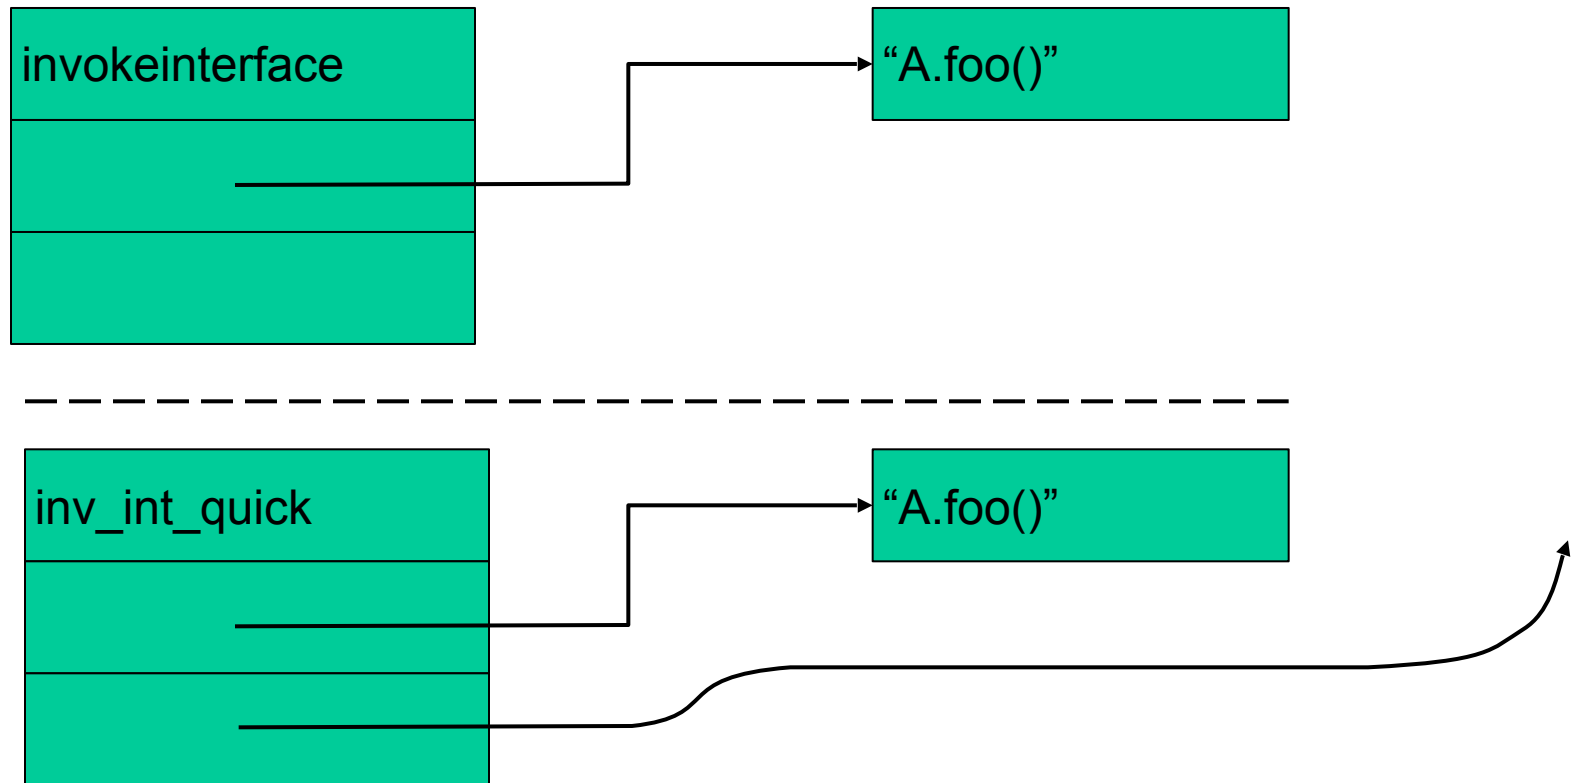 invokeinterface
“A.foo()”
inv_int_quick
“A.foo()”